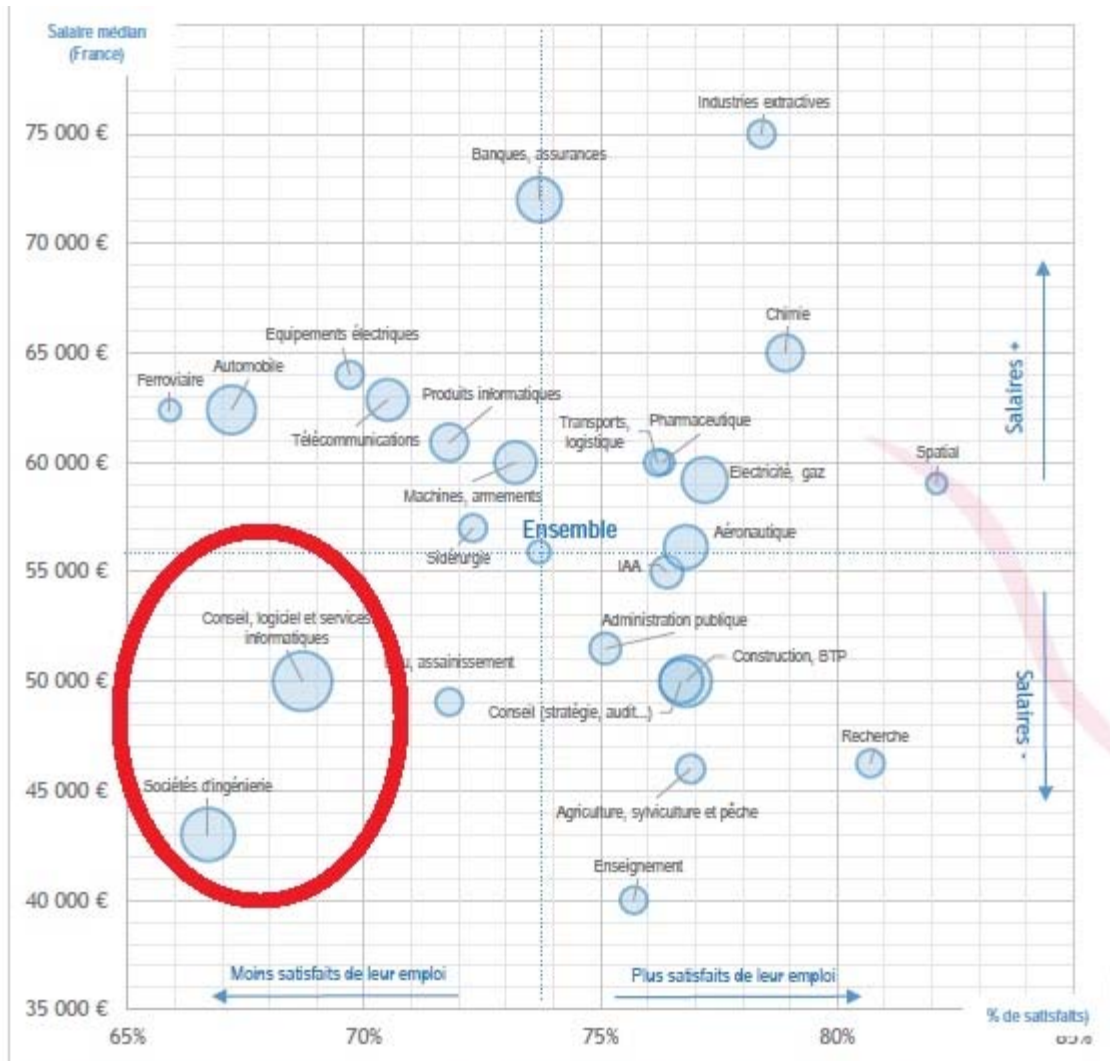 Salaire médian
(France)
Industries extractives
75 000 €
Banques, assurances
70 000 €
Chimie
Equipements électriques
65 000 €
Automobile
Ferroviaire
Produits informatiques
Transports,
logistique
Pharmaceutique
Télécommunications
Salaires +
60 000 €
Spatial
Electricité, gaz
Machines, armements
Ensemble
Aéronautique
Sidérurgie
IAA
55 000 €
Conseil, logiciel et services
informatiques
Administration publique
assainissement
Construction, BTP
50 000 €
Conseil (stratégie, audit...)
Salaires -
Recherche
45 000 €
Sociétés d'ingénierie
Agriculture, sylviculture et pêche
Enseignement
40 000 €
Moins satisfaits de leur emploi
Plus satisfaits de leur emploi
35 000 €
% de satisfaits)
65%
70%
75%
80%
85%